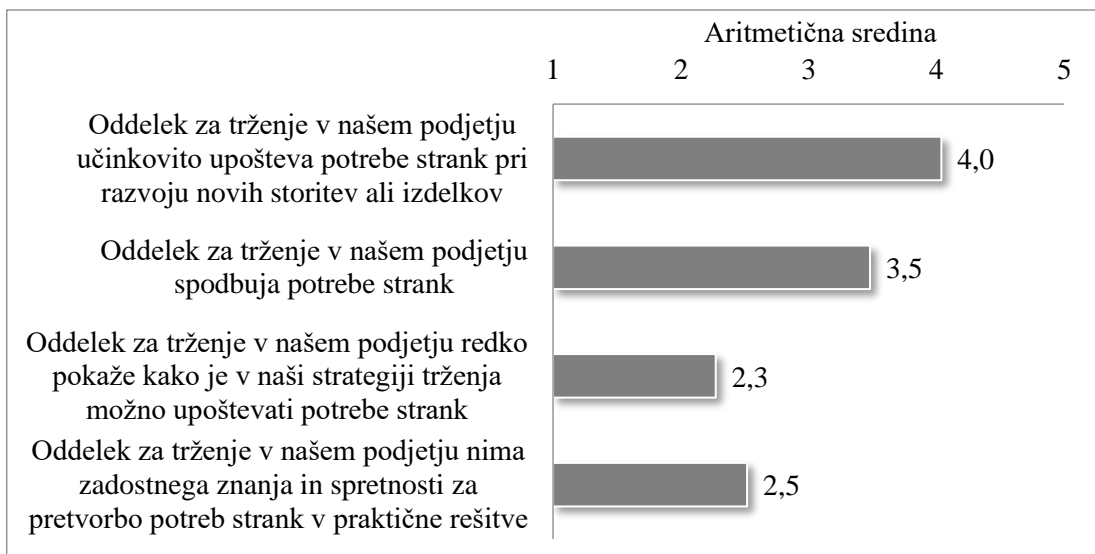 Aritmetična sredina
1 2 3 4 5
Oddelek za trženje v našem podjetju
učinkovito upošteva potrebe strank pri
razvoju novih storitev ali izdelkov
4,0
Oddelek za trženje v našem podjetju
spodbuja potrebe strank
3,5
Oddelek za trženje v našem podjetju redko
pokaže kako je v naši strategiji trženja
možno upoštevati potrebe strank
2,3
Oddelek za trženje v našem podjetju nima
zadostnega znanja in spretnosti za
pretvorbo potreb strank v praktične rešitve
2,5